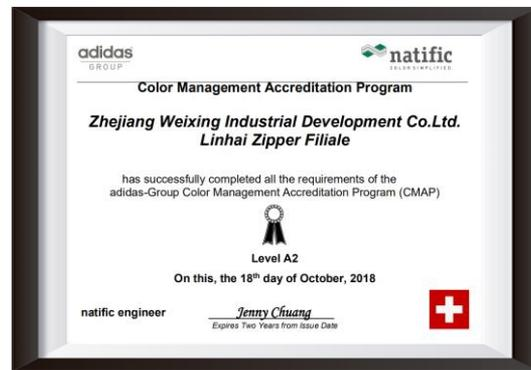 adidas
GROUP
natific
COLOR SIMPLIFIED
Color Management Accreditation Program
Zhejiang Weixing Industrial Development Co.Ltd.
Linhai Zipper Filiale
has successfully completed all the requirements of the
adidas-Group Color Management Accreditation Program (CMAP)
Level A2
On this, the 18th day of October, 2018
natific engineer
Jenny Chuang
Expires Two Years from Issue Date